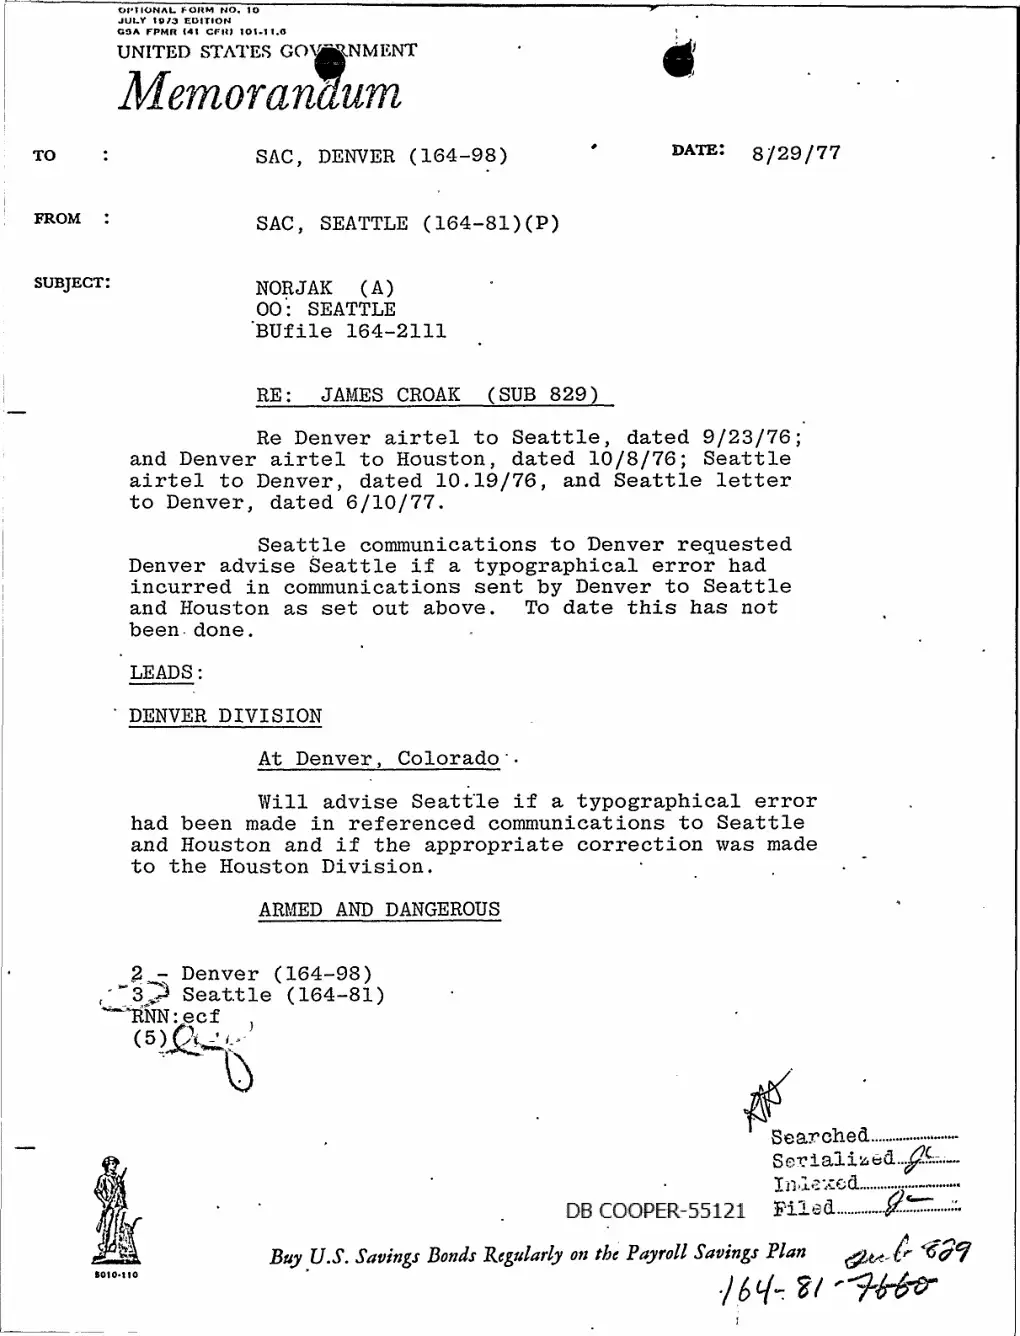 OPTIONAL FORM NO. 10
JULY 1973 EDITION
GSA FPMR (41 CFR) 101-11.6
UNITED STATES GOVERNMENT
Memorandum
TO : SAC, DENVER (164-98) DATE: 8/29/77
FROM : SAC, SEATTLE (164-81)(P)
SUBJECT: NORJAK (A)
OO: SEATTLE
BUfile 164-2111
RE: JAMES CROAK (SUB 829)
Re Denver airtel to Seattle, dated 9/23/76;
and Denver airtel to Houston, dated 10/8/76; Seattle
airtel to Denver, dated 10.19/76, and Seattle letter
to Denver, dated 6/10/77.
Seattle communications to Denver requested
Denver advise Seattle if a typographical error had
incurred in communications sent by Denver to Seattle
and Houston as set out above. To date this has not
been done.
LEADS:
DENVER DIVISION
At Denver, Colorado
Will advise Seattle if a typographical error
had been made in referenced communications to Seattle
and Houston and if the appropriate correction was made
to the Houston Division.
ARMED AND DANGEROUS
2 - Denver (164-98)
3 - Seattle (164-81)
RNN:ecf
(5)
Searched
Serialized
Indexed
DB COOPER-55121 Filed
Buy U.S. Savings Bonds Regularly on the Payroll Savings Plan
Sub 829
164-81-7660
5010-110